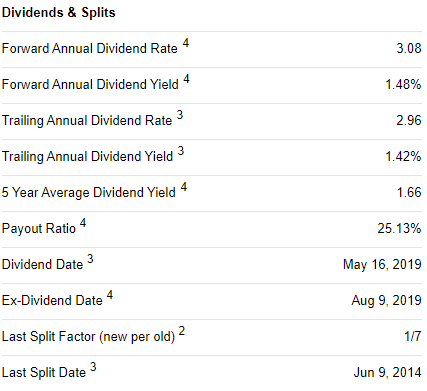 Dividends & Splits
Forward Annual Dividend Rate 4 3.08
Forward Annual Dividend Yield 4 1.48%
Trailing Annual Dividend Rate 3 2.96
Trailing Annual Dividend Yield 3 1.42%
5 Year Average Dividend Yield 4 1.66
Payout Ratio 4 25.13%
Dividend Date 3 May 16, 2019
Ex-Dividend Date 4 Aug 9, 2019
Last Split Factor (new per old) 2 1/7
Last Split Date 3 Jun 9, 2014